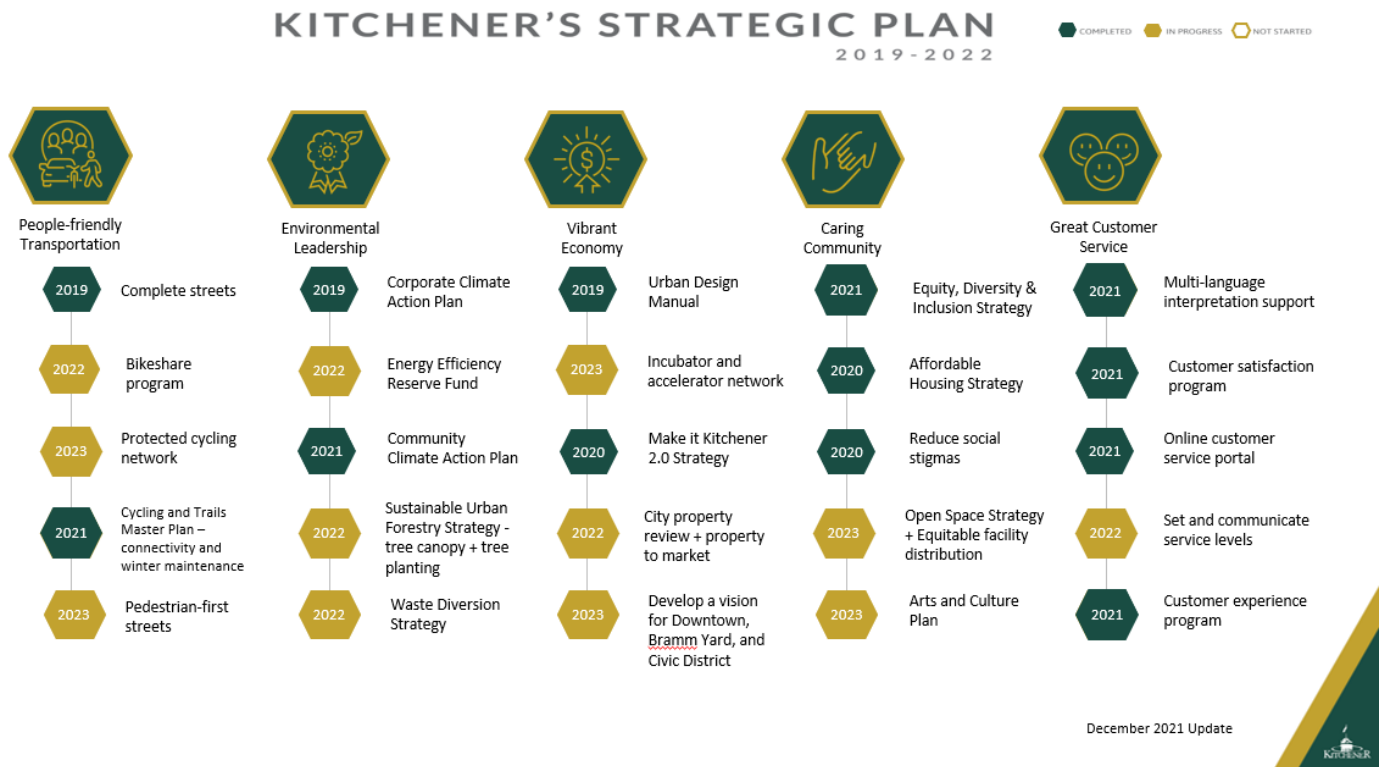 KITCHENER'S STRATEGIC PLAN
2019-2022
COMPLETED
IN PROGRESS
NOT STARTED
People-friendly
Transportation
2019
Complete streets
2022
Bikeshare
program
2023
Protected cycling
network
2021
Cycling and Trails
Master Plan –
connectivity and
winter maintenance
2023
Pedestrian-first
streets
Environmental
Leadership
2019
Corporate Climate
Action Plan
2022
Energy Efficiency
Reserve Fund
2021
Community
Climate Action Plan
2022
Sustainable Urban
Forestry Strategy -
tree canopy + tree
planting
2022
Waste Diversion
Strategy
$
Vibrant
Economy
2019
Urban Design
Manual
2023
Incubator and
accelerator network
2020
Make it Kitchener
2.0 Strategy
2022
City property
review + property
to market
2023
Develop a vision
for Downtown,
Bramm Yard, and
Civic District
Caring
Community
2021
Equity, Diversity &
Inclusion Strategy
2020
Affordable
Housing Strategy
2020
Reduce social
stigmas
2023
Open Space Strategy
+ Equitable facility
distribution
2023
Arts and Culture
Plan
Great Customer
Service
2021
Multi-language
interpretation support
2021
Customer satisfaction
program
2021
Online customer
service portal
2022
Set and communicate
service levels
2021
Customer experience
program
December 2021 Update
KITCHENER